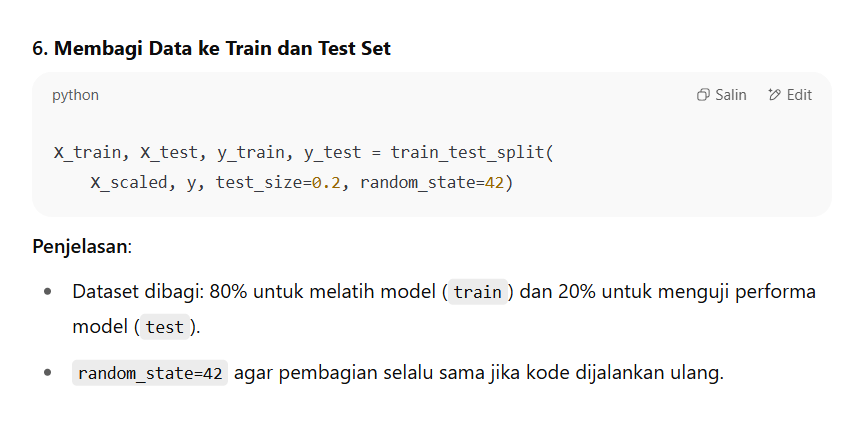 6. Membagi Data ke Train dan Test Set
python
Salin
Edit
X_train, X_test, y_train, y_test = train_test_split(
    X_scaled, y, test_size=0.2, random_state=42)
Penjelasan:
• Dataset dibagi: 80% untuk melatih model (train) dan 20% untuk menguji performa
model (test).
• random_state=42 agar pembagian selalu sama jika kode dijalankan ulang.